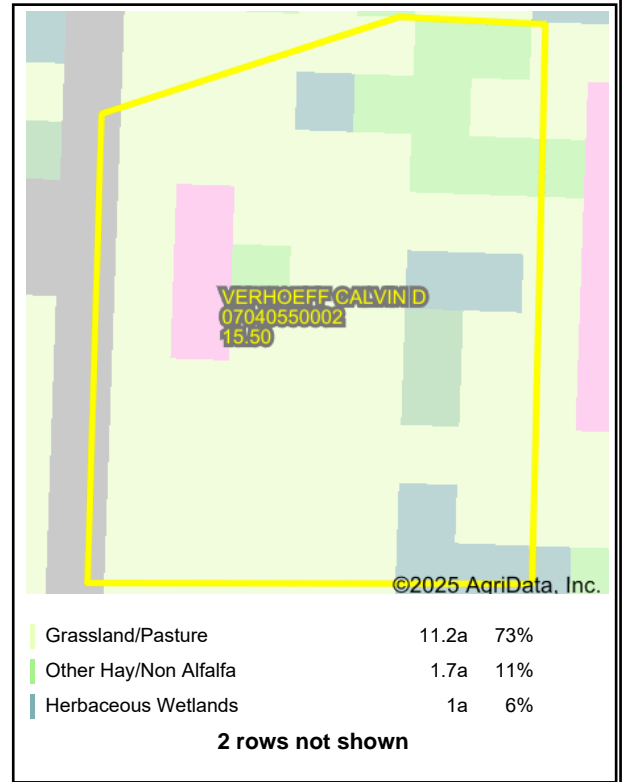 VERHOEFF CALVIN D
07040550002
15.50
©2025 AgriData, Inc.
Grassland/Pasture 11.2a 73%
Other Hay/Non Alfalfa 1.7a 11%
Herbaceous Wetlands 1a 6%
2 rows not shown